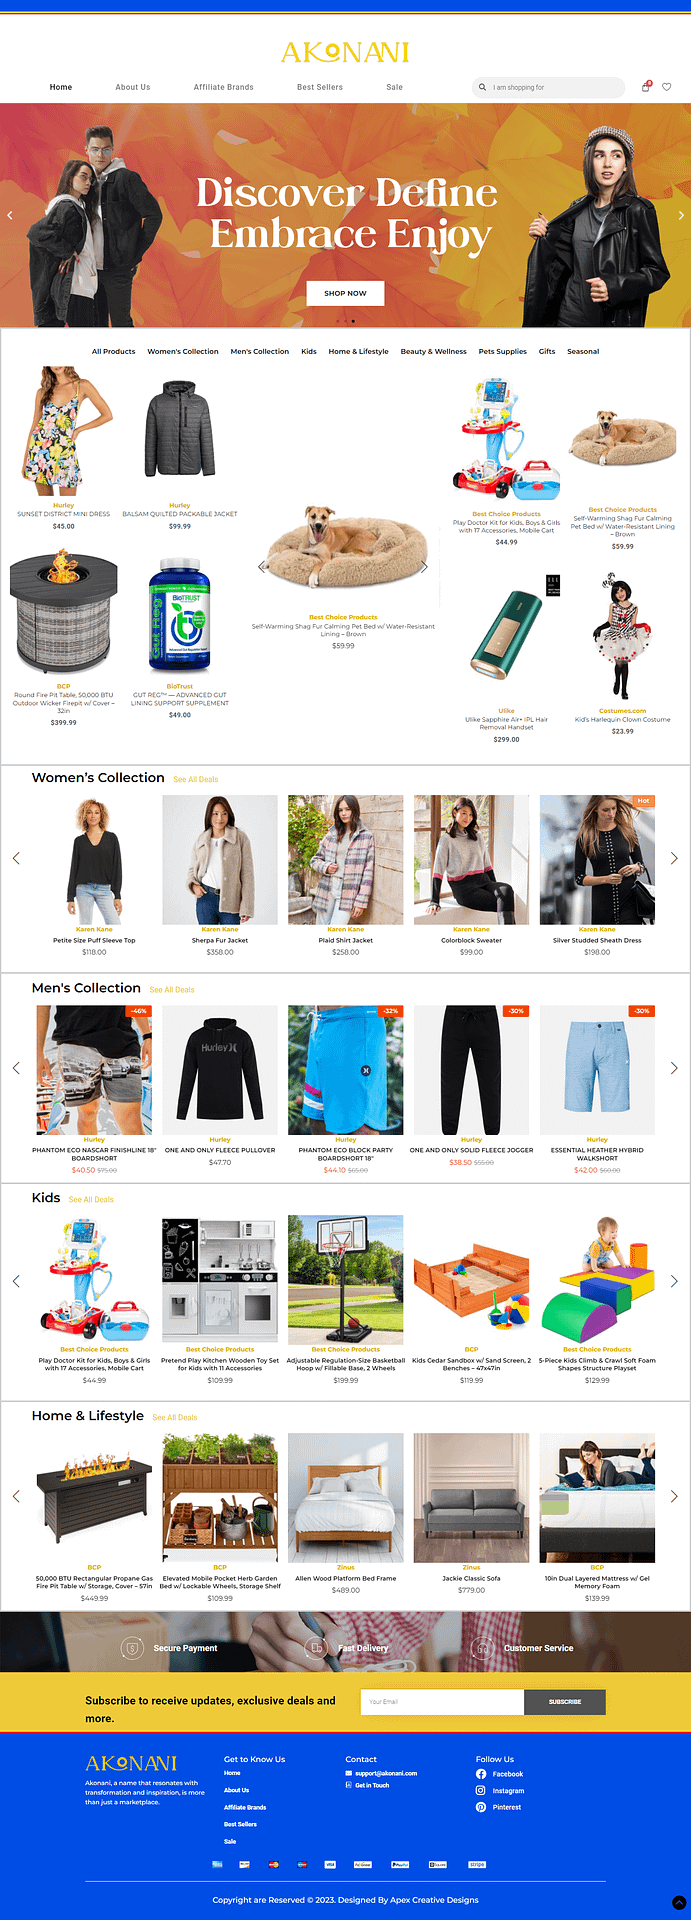 AKONANI
Home
About Us
Affiliate Brands
Best Sellers
Sale
I am shopping for
0
Discover Define
Embrace Enjoy
SHOP NOW
All Products
Women's Collection
Men's Collection
Kids
Home & Lifestyle
Beauty & Wellness
Pets Supplies
Gifts
Seasonal
Hurley
SUNSET DISTRICT MINI DRESS
$45.00
Hurley
BALSAM QUILTED PACKABLE JACKET
$99.99
BCP
Round Fire Pit Table, 50,000 BTU
Outdoor Wicker Firepit w/ Cover –
32in
$399.99
BioTRUST
Gut Reg
BioTrust
GUT REG™ — ADVANCED GUT
LINING SUPPORT SUPPLEMENT
$49.00
Best Choice Products
Self-Warming Shag Fur Calming Pet Bed w/ Water-Resistant
Lining – Brown
$59.99
Best Choice Products
Play Doctor Kit for Kids, Boys & Girls
with 17 Accessories, Mobile Cart
$44.99
Best Choice Products
Self-Warming Shag Fur Calming
Pet Bed w/ Water-Resistant Lining
– Brown
$59.99
Ulike
Ulike Sapphire Air+ IPL Hair
Removal Handset
$299.00
Costumes.com
Kid's Harlequin Clown Costume
$23.99
Women's Collection
See All Deals
Hot
Karen Kane
Petite Size Puff Sleeve Top
$118.00
Karen Kane
Sherpa Fur Jacket
$358.00
Karen Kane
Plaid Shirt Jacket
$258.00
Karen Kane
Colorblock Sweater
$99.00
Karen Kane
Silver Studded Sheath Dress
$198.00
Men's Collection
See All Deals
-46%
Hurley
-32%
-30%
-30%
Hurley
PHANTOM ECO NASCAR FINISHLINE 18"
BOARDSHORT
$40.50 $75.00
Hurley
ONE AND ONLY FLEECE PULLOVER
$47.70
Hurley
PHANTOM ECO BLOCK PARTY
BOARDSHORT 18"
$44.10 $65.00
Hurley
ONE AND ONLY SOLID FLEECE JOGGER
$38.50 $55.00
Hurley
ESSENTIAL HEATHER HYBRID
WALKSHORT
$42.00 $60.00
Kids
See All Deals
Best Choice Products
Play Doctor Kit for Kids, Boys & Girls
with 17 Accessories, Mobile Cart
$44.99
Best Choice Products
Pretend Play Kitchen Wooden Toy Set
for Kids with 11 Accessories
$109.99
Best Choice Products
Adjustable Regulation-Size Basketball
Hoop w/ Fillable Base, 2 Wheels
$199.99
BCP
Kids Cedar Sandbox w/ Sand Screen, 2
Benches – 47x47in
$119.99
Best Choice Products
5-Piece Kids Climb & Crawl Soft Foam
Shapes Structure Playset
$129.99
Home & Lifestyle
See All Deals
BCP
50,000 BTU Rectangular Propane Gas
Fire Pit Table w/ Storage, Cover – 57in
$449.99
BCP
Elevated Mobile Pocket Herb Garden
Bed w/ Lockable Wheels, Storage Shelf
$109.99
Zinus
Allen Wood Platform Bed Frame
$489.00
Zinus
Jackie Classic Sofa
$779.00
BCP
10in Dual Layered Mattress w/ Gel
Memory Foam
$139.99
Secure Payment
Fast Delivery
Customer Service
Subscribe to receive updates, exclusive deals and
more.
Your Email
SUBSCRIBE
AKONANI
Akonani, a name that resonates with
transformation and inspiration, is more
than just a marketplace.
Get to Know Us
Home
About Us
Affiliate Brands
Best Sellers
Sale
Contact
support@akonani.com
Get in Touch
Follow Us
Facebook
Instagram
Pinterest
VISA
PayPal
stripe
Copyright are Reserved © 2023. Designed By Apex Creative Designs